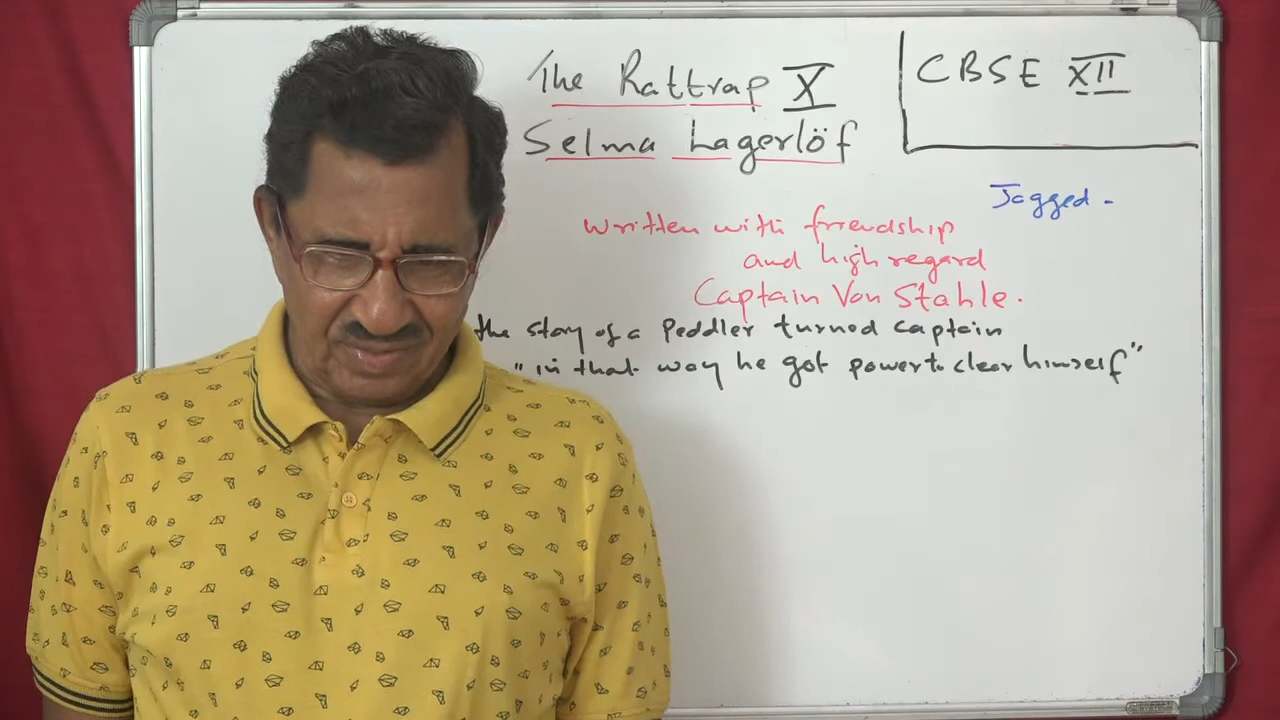 The Rattrap X
Selma Lagerlöf
CBSE XII
Jagged -
Written with friendship
and high regard
Captain Von Stahle.
the story of a Peddler turned captain
"in that way he got power to clear himself"